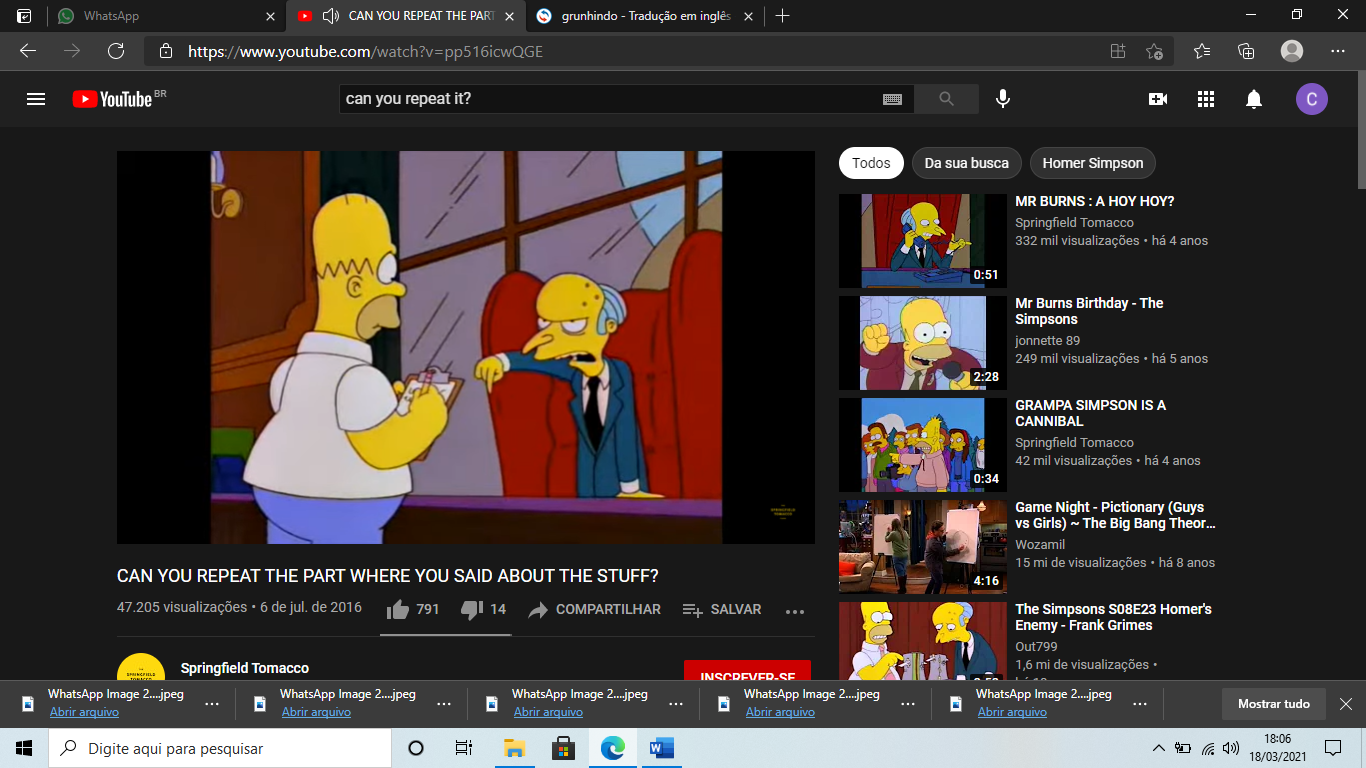 WhatsApp
CAN YOU REPEAT THE PART
grunhindo - Tradução em inglês
https://www.youtube.com/watch?v=pp516icwQGE
YouTube BR
can you repeat it?
C
Todos
Da sua busca
Homer Simpson
MR BURNS : A HOY HOY?
Springfield Tomacco
332 mil visualizações • há 4 anos
0:51
Mr Burns Birthday - The
Simpsons
jonnette 89
249 mil visualizações • há 5 anos
2:28
GRAMPA SIMPSON IS A
CANNIBAL
Springfield Tomacco
42 mil visualizações • há 4 anos
0:34
Game Night - Pictionary (Guys
vs Girls) ~ The Big Bang Theor...
Wozamil
15 mi de visualizações • há 8 anos
4:16
The Simpsons S08E23 Homer's
Enemy - Frank Grimes
Out799
1,6 mi de visualizações •
THE SPRINGFIELD TOMACCO
CAN YOU REPEAT THE PART WHERE YOU SAID ABOUT THE STUFF?
47.205 visualizações • 6 de jul. de 2016
791
14
COMPARTILHAR
SALVAR
Springfield Tomacco
INSCREVER-SE
WhatsApp Image 2....jpeg
Abrir arquivo
WhatsApp Image 2....jpeg
Abrir arquivo
WhatsApp Image 2....jpeg
Abrir arquivo
WhatsApp Image 2....jpeg
Abrir arquivo
WhatsApp Image 2....jpeg
Abrir arquivo
Mostrar tudo
Digite aqui para pesquisar
18:06
18/03/2021